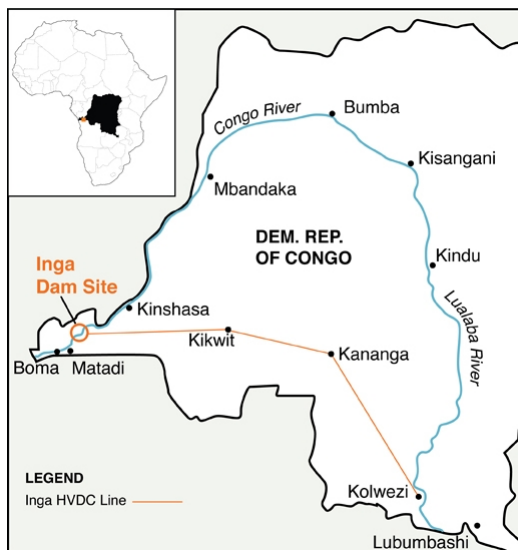 Congo River
Bumba
Kisangani
Mbandaka
DEM. REP.
OF CONGO
Kindu
Inga
Dam Site
Kinshasa
Lualaba River
Kikwit
Kananga
Boma
Matadi
LEGEND
Inga HVDC Line
Kolwezi
Lubumbashi